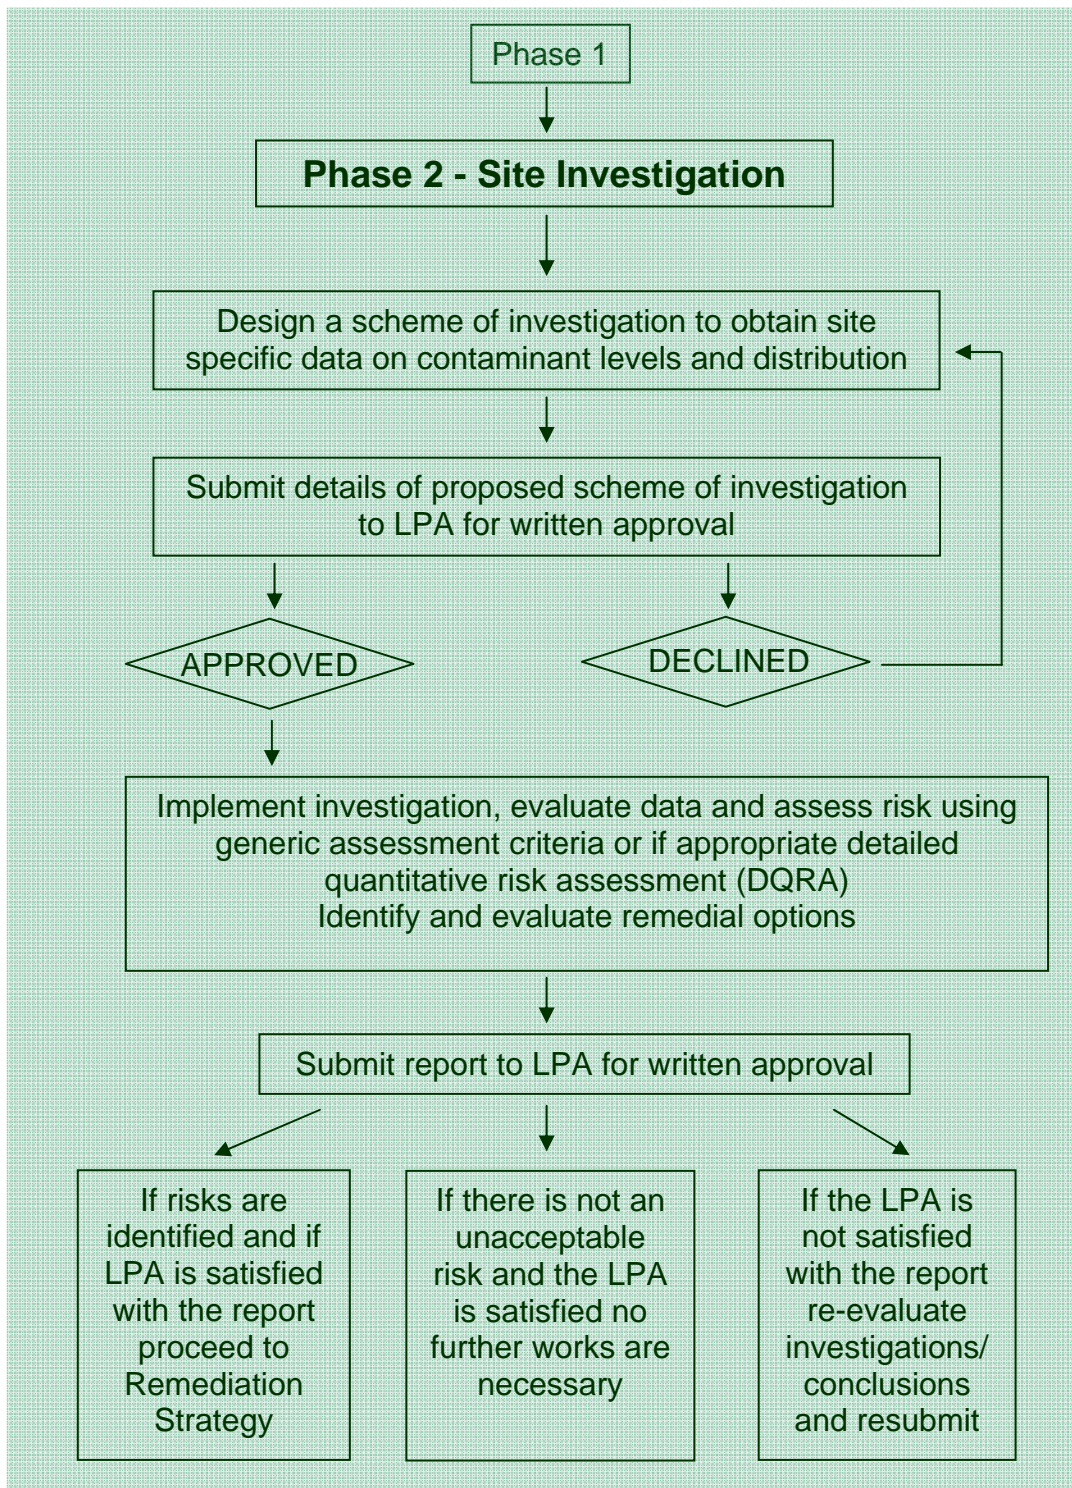 Phase 1
Phase 2 - Site Investigation
Design a scheme of investigation to obtain site
specific data on contaminant levels and distribution
Submit details of proposed scheme of investigation
to LPA for written approval
APPROVED
DECLINED
Implement investigation, evaluate data and assess risk using
generic assessment criteria or if appropriate detailed
quantitative risk assessment (DQRA)
Identify and evaluate remedial options
Submit report to LPA for written approval
If risks are
identified and if
LPA is satisfied
with the report
proceed to
Remediation
Strategy
If there is not an
unacceptable
risk and the LPA
is satisfied no
further works are
necessary
If the LPA is
not satisfied
with the report
re-evaluate
investigations/
conclusions
and resubmit